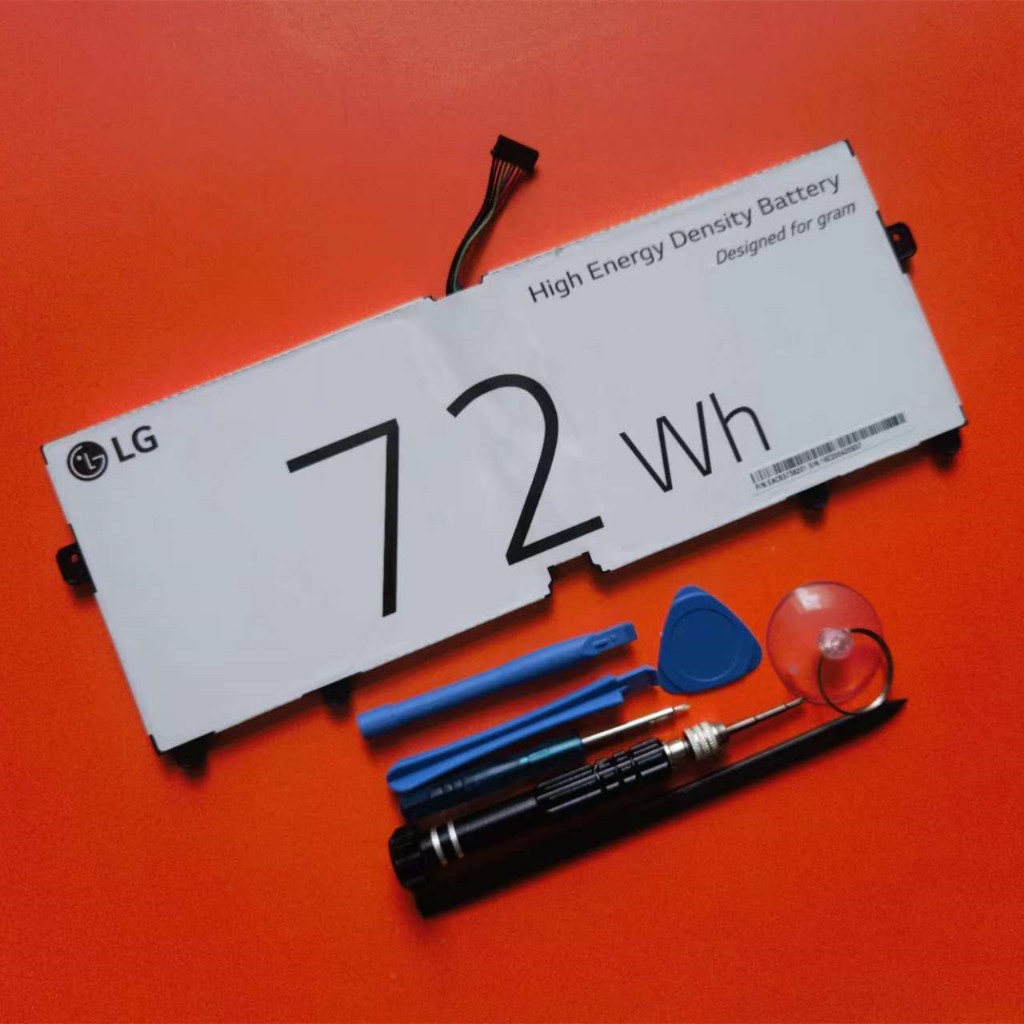 High Energy Density Battery
Designed for gram
LG
72 Wh